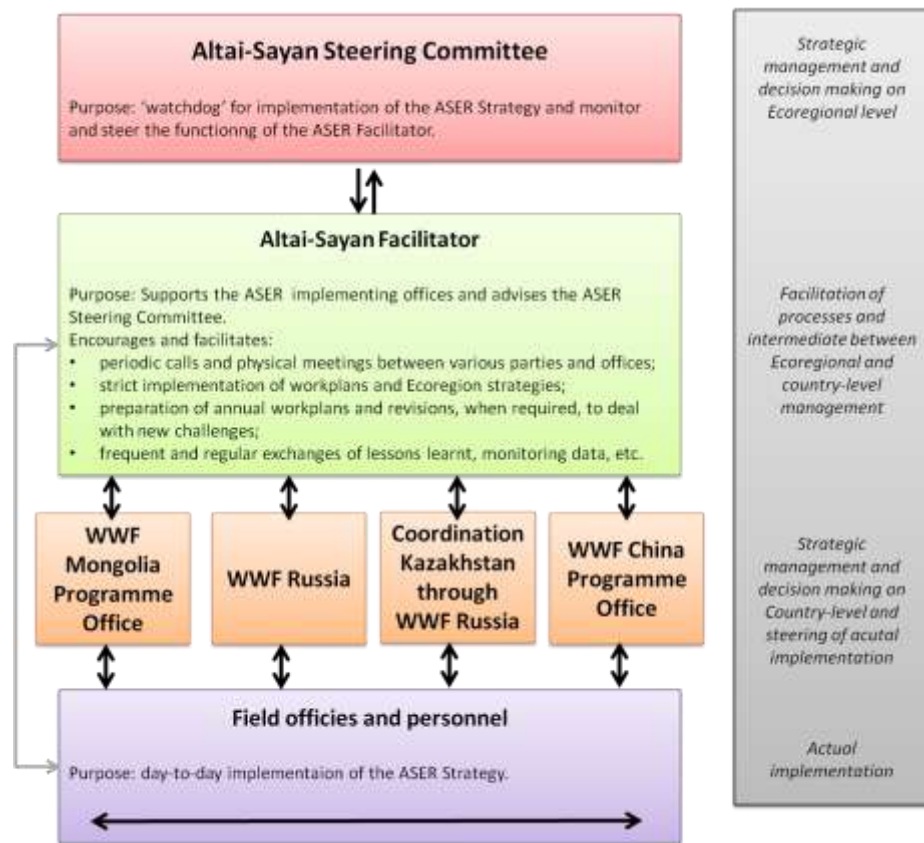 Altai-Sayan Steering Committee
Purpose: 'watchdog' for implementation of the ASER Strategy and monitor
and steer the functionng of the ASER Facilitator.
Altai-Sayan Facilitator
Purpose: Supports the ASER implementing offices and advises the ASER
Steering Committee.
Encourages and facilitates:
• periodic calls and physical meetings between various parties and offices;
• strict implementation of workplans and Ecoregion strategies;
• preparation of annual workplans and revisions, when required, to deal
with new challenges;
• frequent and regular exchanges of lessons learnt, monitoring data, etc.
WWF
Mongolia
Programme
Office
WWF Russia
Coordination
Kazakhstan
through
WWF Russia
WWF China
Programme
Office
Field officies and personnel
Purpose: day-to-day implementaion of the ASER Strategy.
Strategic
management and
decision making on
Ecoregional level
Facilitation of
processes and
intermediate between
Ecoregional and
country-level
management
Strategic
management and
decision making on
Country-level and
steering of acutal
implementation
Actual
implementation